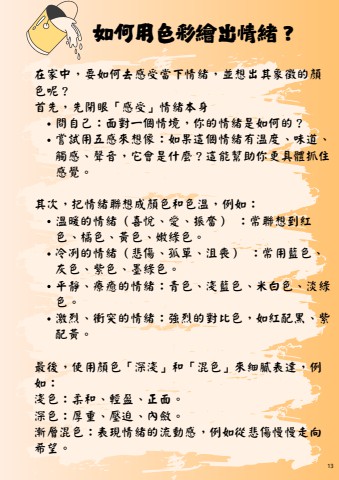 如何用色彩繪出情緒？
在家中，要如何去感受當下情緒，並想出其象徵的顏
色呢？
首先，先閉眼「感受」情緒本身
• 問自己：面對一個情境，你的情緒是如何的？
• 嘗試用五感來想像：如果這個情緒有溫度、味道、
觸感、聲音，它會是什麼？這能幫助你更具體抓住
感覺。
其次，把情緒聯想成顏色和色溫，例如：
• 溫暖的情緒（喜悅、愛、振奮）：常聯想到紅
色、橘色、黃色、嫩綠色。
• 冷冽的情緒（悲傷、孤單、沮喪）：常用藍色、
灰色、紫色、墨綠色。
• 平靜、療癒的情緒：青色、淺藍色、米白色、淡綠
色。
• 激烈、衝突的情緒：強烈的對比色，如紅配黑、紫
配黃。
最後，使用顏色「深淺」和「混色」來細膩表達，例
如：
淺色：柔和、輕盈、正面。
深色：厚重、壓迫、內斂。
漸層混色：表現情緒的流動感，例如從悲傷慢慢走向
希望。
13